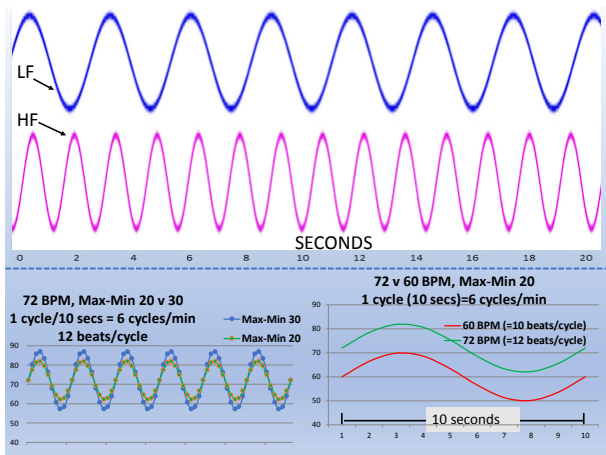 LF
HF
SECONDS
0 2 4 6 8 10 12 14 16 18 20
72 BPM, Max-Min 20 v 30
1 cycle/10 secs = 6 cycles/min
12 beats/cycle
Max-Min 30
Max-Min 20
90
80
70
60
50
40
72 v 60 BPM, Max-Min 20
1 cycle (10 secs)=6 cycles/min
90
80
70
60
50
40
60 BPM (=10 beats/cycle)
72 BPM (=12 beats/cycle)
10 seconds
1 2 3 4 5 6 7 8 9 10